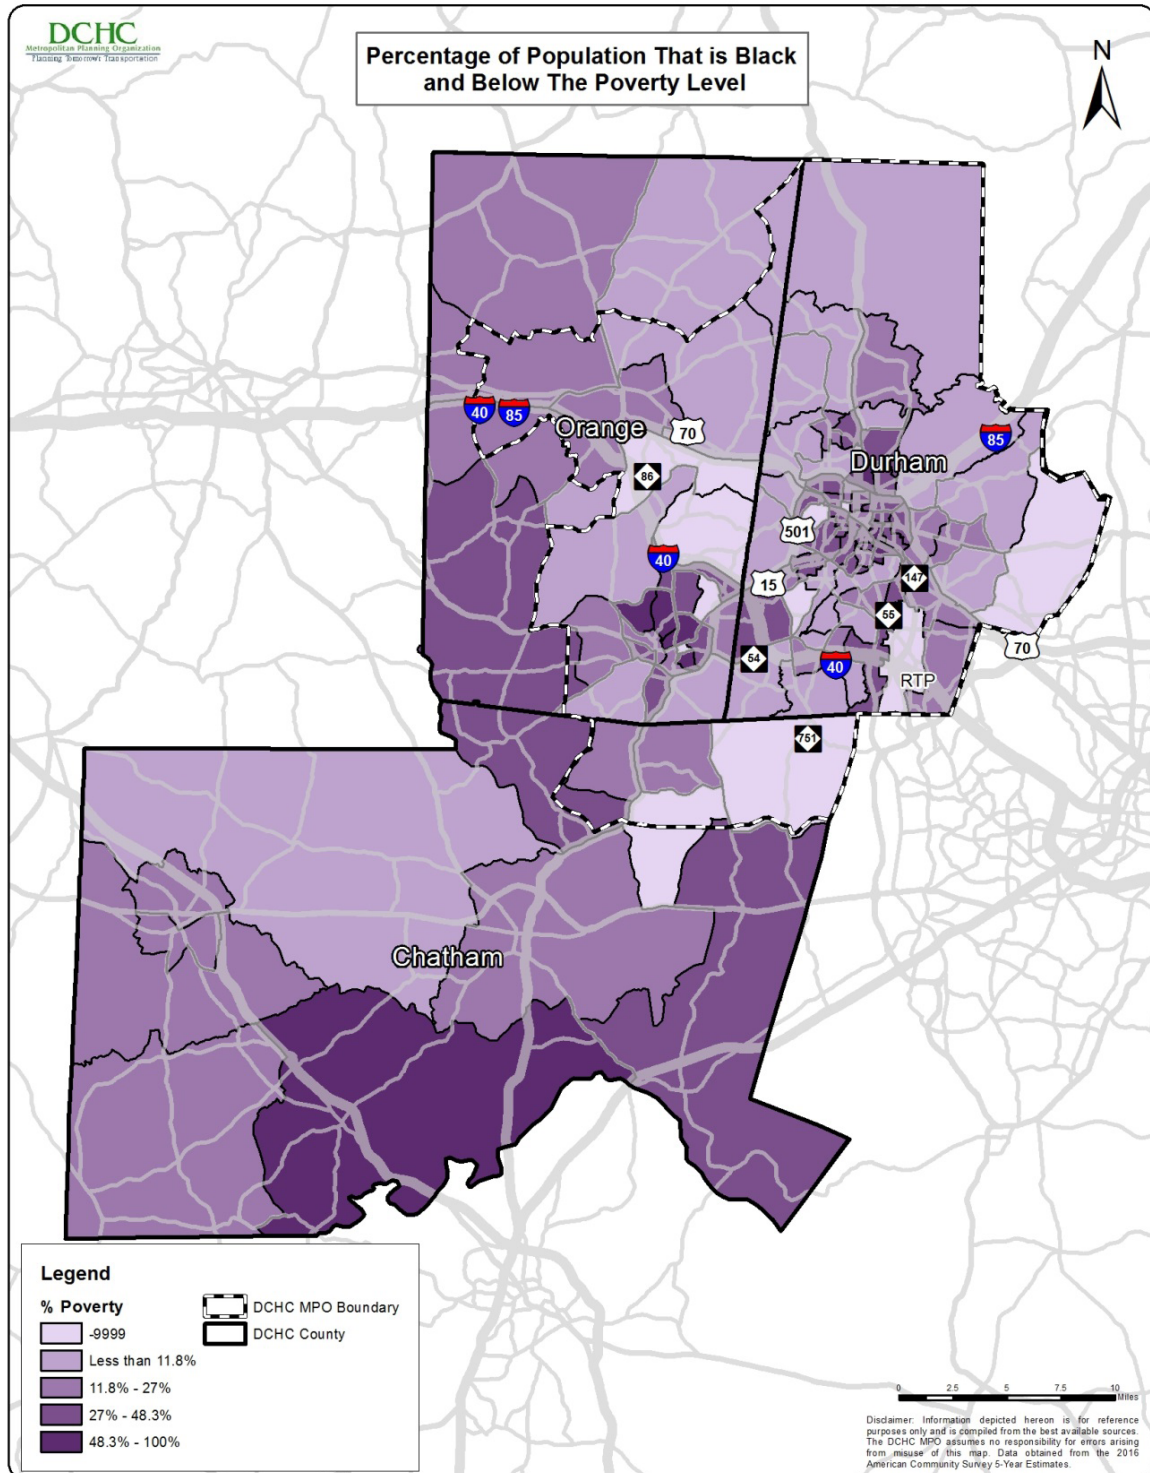 DCHC
Metropolitan Planning Organization
Planning Tomorrow's Transportation
Percentage of Population That is Black
and Below The Poverty Level
N
40
85
Orange
70
86
Durham
85
501
40
15
147
55
54
40
70
RTP
751
Chatham
Legend
% Poverty
-9999
Less than 11.8%
11.8% - 27%
27% - 48.3%
48.3% - 100%
DCHC MPO Boundary
DCHC County
0 2.5 5 7.5 10
Miles
Disclaimer: Information depicted hereon is for reference
purposes only and is compiled from the best available sources.
The DCHC MPO assumes no responsibility for errors arising
from misuse of this map. Data obtained from the 2016
American Community Survey 5-Year Estimates.